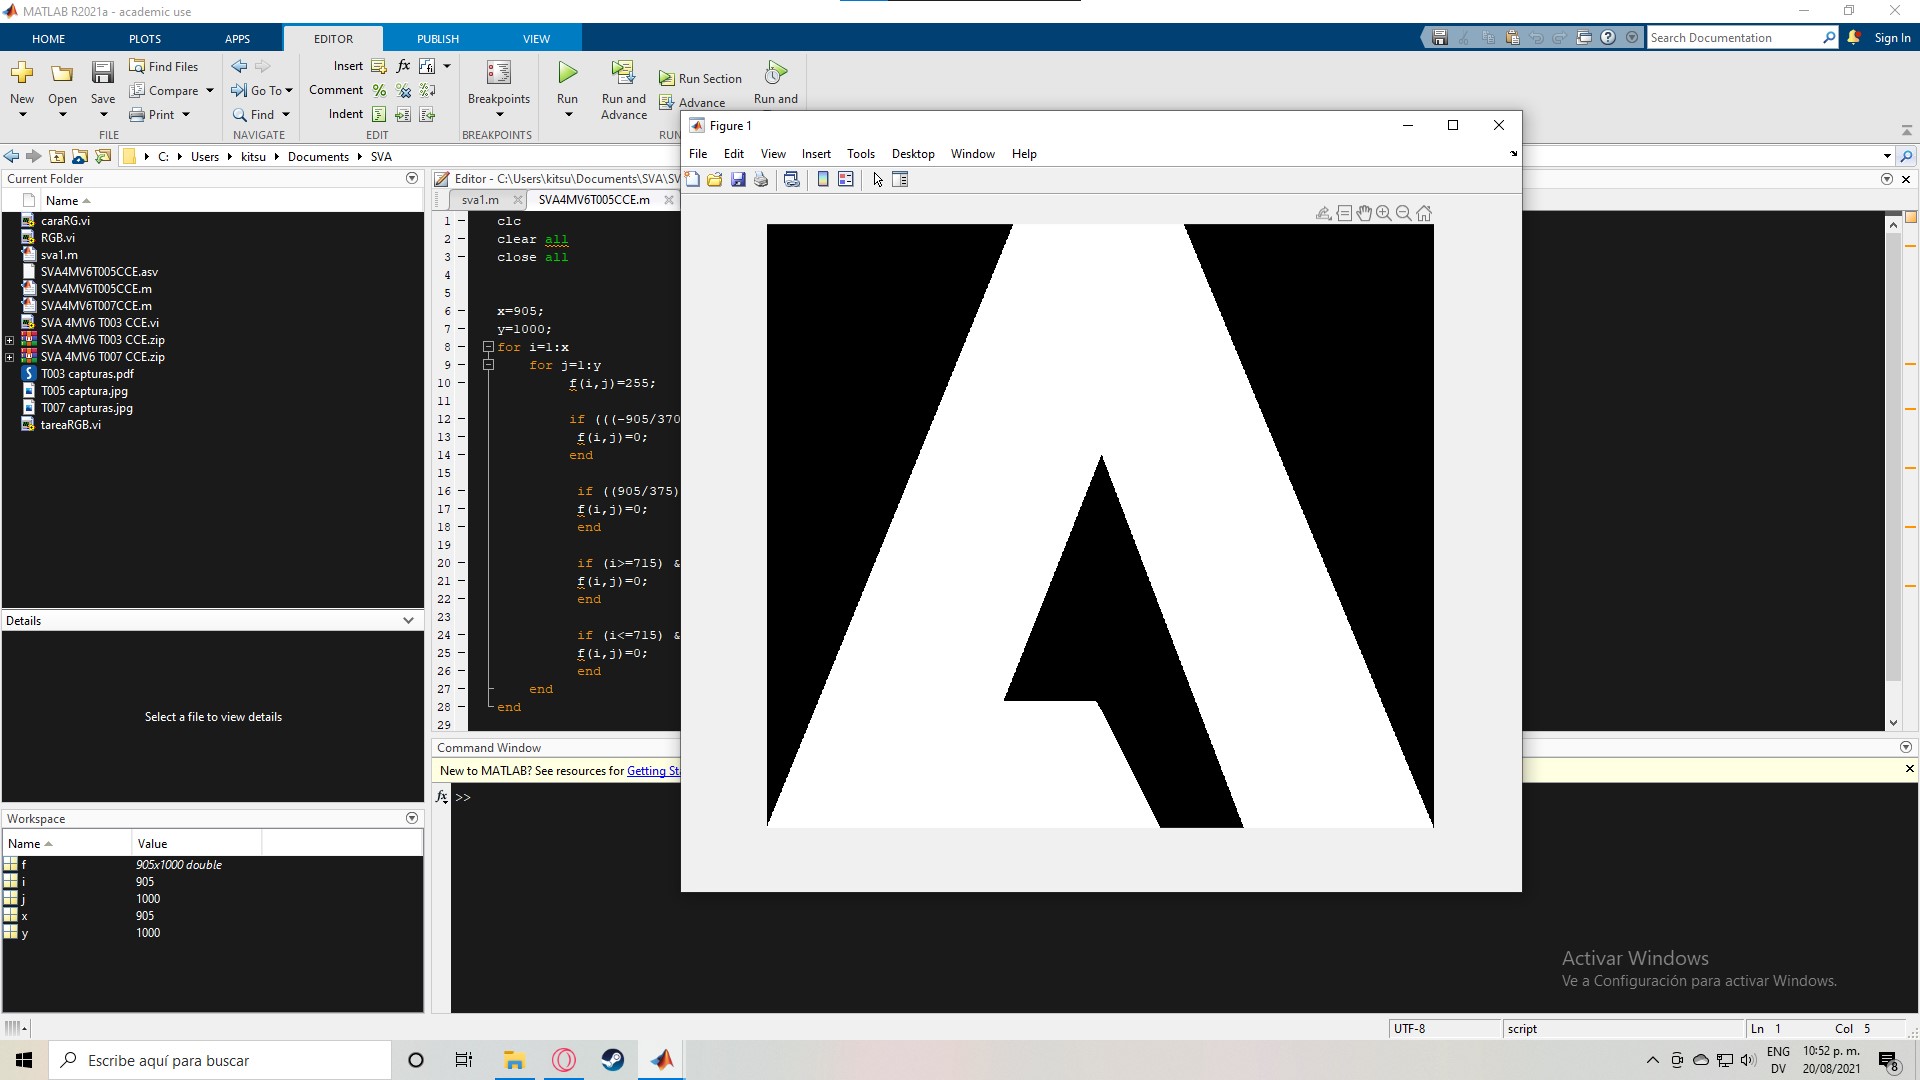 MATLAB R2021a - academic use
HOME PLOTS APPS EDITOR PUBLISH VIEW
Search Documentation
Sign In
New Open Save
Find Files
Compare
Print
FILE
Go To
Find
NAVIGATE
Insert fx
Comment
Indent
EDIT
Breakpoints
BREAKPOINTS
Run
Run and Advance
Run Section
Advance
Run and
RUN
C: Users kitsu Documents SVA
Current Folder
Name
caraRG.vi
RGB.vi
sva1.m
SVA4MV6T005CCE.asv
SVA4MV6T005CCE.m
SVA4MV6T007CCE.m
SVA 4MV6 T003 CCE.vi
SVA 4MV6 T003 CCE.zip
SVA 4MV6 T007 CCE.zip
T003 capturas.pdf
T005 captura.jpg
T007 capturas.jpg
tareaRGB.vi
Details
Select a file to view details
Workspace
Name Value
f 905x1000 double
i 905
j 1000
x 905
y 1000
Editor - C:\Users\kitsu\Documents\SVA\SV
sva1.m SVA4MV6T005CCE.m
1 clc
2 clear all
3 close all
4
5
6 x=905;
7 y=1000;
8 for i=1:x
9 for j=1:y
10 f(i,j)=255;
11
12 if (((-905/370
13 f(i,j)=0;
14 end
15
16 if ((905/375)
17 f(i,j)=0;
18 end
19
20 if (i>=715) &
21 f(i,j)=0;
22 end
23
24 if (i<=715) &
25 f(i,j)=0;
26 end
27 end
28 end
29
Command Window
New to MATLAB? See resources for Getting St
fx >>
Figure 1
File Edit View Insert Tools Desktop Window Help
Activar Windows
Ve a Configuración para activar Windows.
UTF-8 script Ln 1 Col 5
Escribe aquí para buscar
ENG 10:52 p. m.
DV 20/08/2021
8